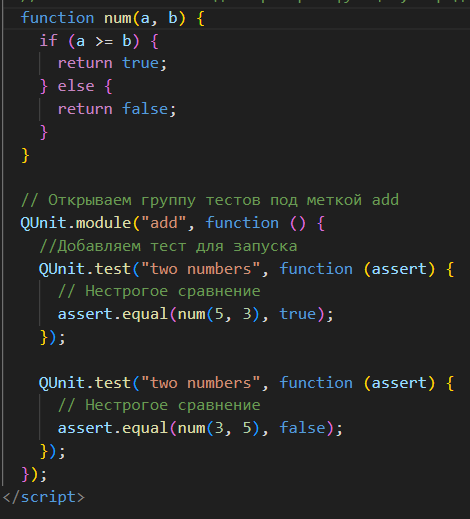 function num(a, b) {
if (a >= b) {
return true;
} else {
return false;
}
}
// Открываем группу тестов под меткой add
QUnit.module("add", function () {
//Добавляем тест для запуска
QUnit.test("two numbers", function (assert) {
// Нестрогое сравнение
assert.equal(num(5, 3), true);
});
QUnit.test("two numbers", function (assert) {
// Нестрогое сравнение
assert.equal(num(3, 5), false);
});
});
</script>